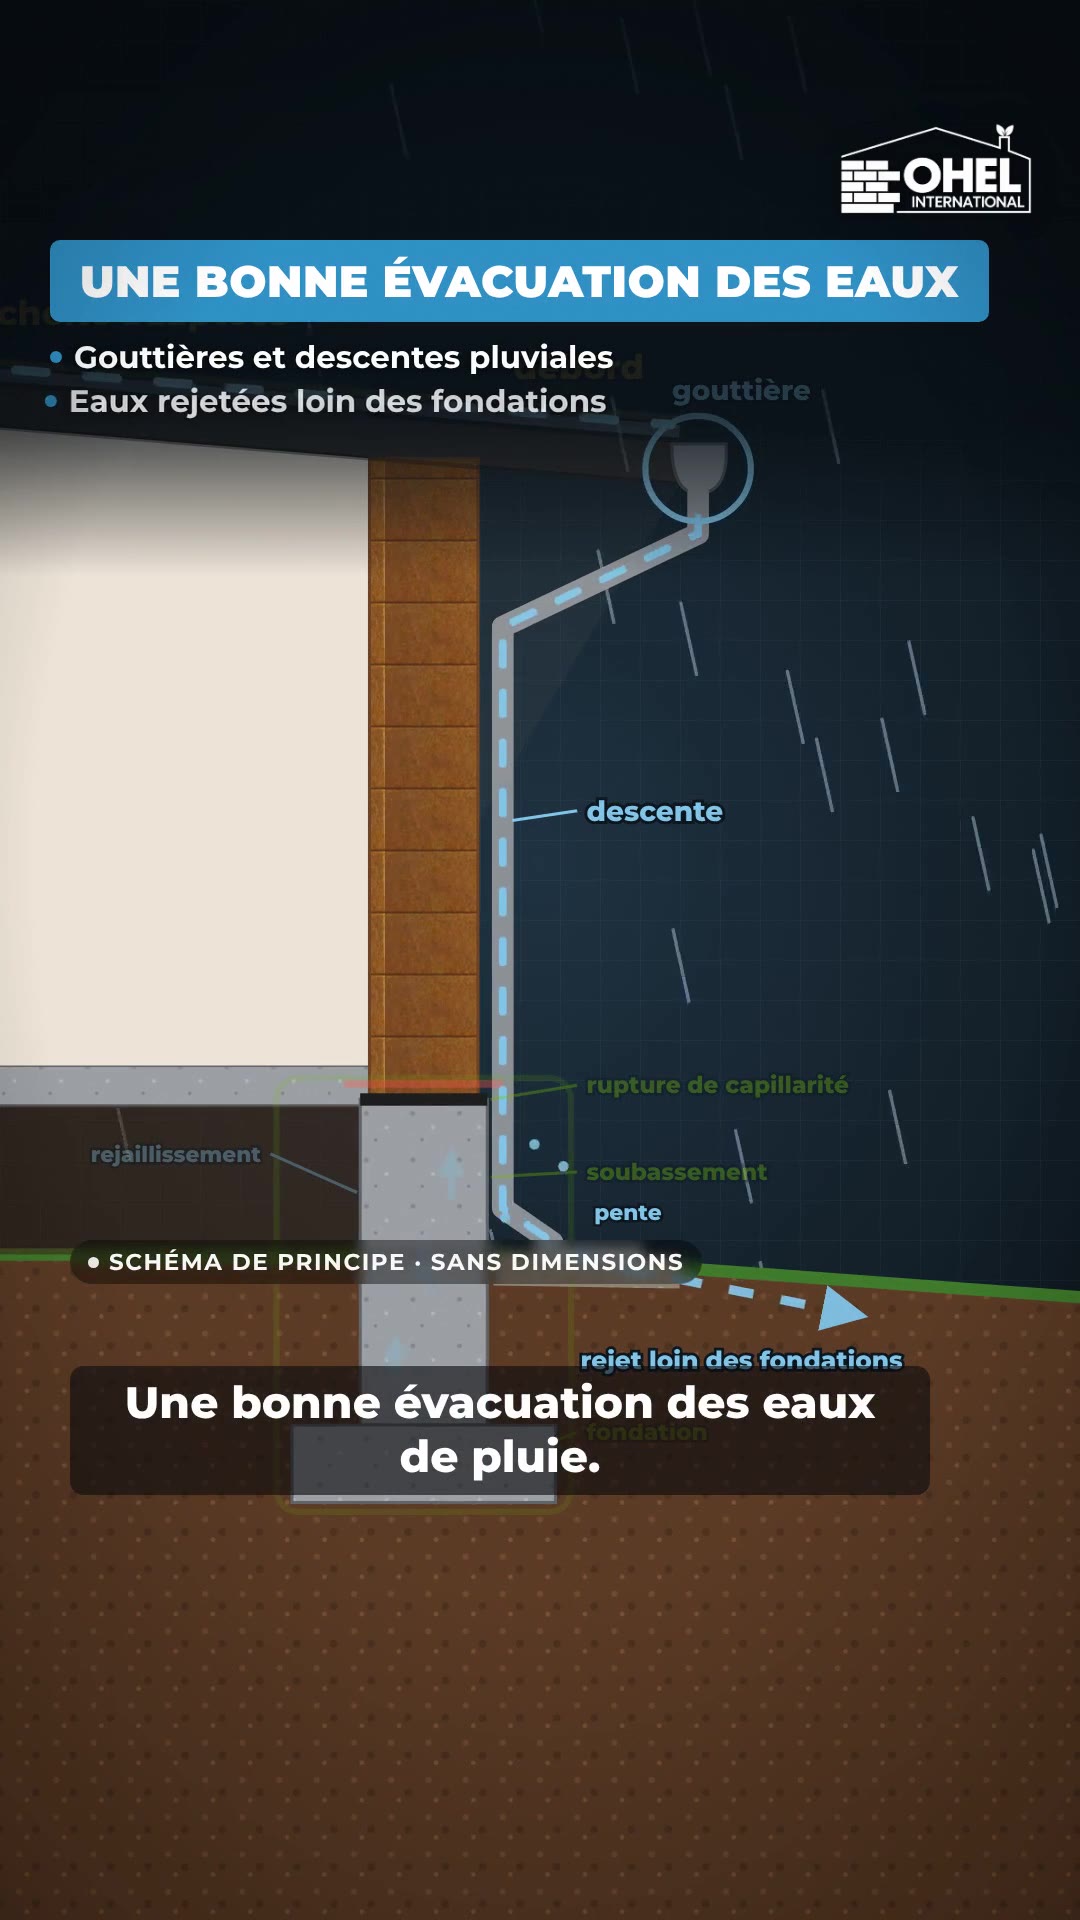 OHEL
INTERNATIONAL
UNE BONNE ÉVACUATION DES EAUX
• Gouttières et descentes pluviales
débord
gouttière
• Eaux rejetées loin des fondations
descente
rupture de capillarité
rejaillissement
soubassement
pente
• SCHÉMA DE PRINCIPE · SANS DIMENSIONS
rejet loin des fondations
Une bonne évacuation des eaux
fondation
de pluie.